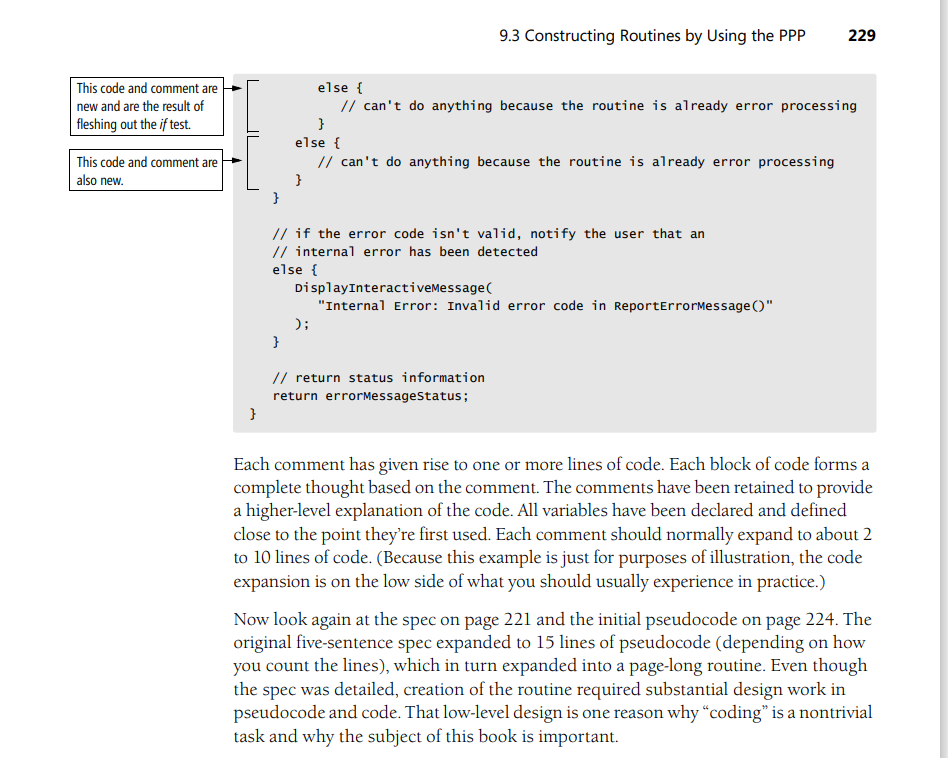 9.3 Constructing Routines by Using the PPP 229
This code and comment are
new and are the result of
fleshing out the if test.
This code and comment are
also new.
else {
// can't do anything because the routine is already error processing
}
else {
// can't do anything because the routine is already error processing
}
}
// if the error code isn't valid, notify the user that an
// internal error has been detected
else {
DisplayInteractiveMessage(
"Internal Error: Invalid error code in ReportErrorMessage()"
);
}
// return status information
return errorMessageStatus;
}
Each comment has given rise to one or more lines of code. Each block of code forms a
complete thought based on the comment. The comments have been retained to provide
a higher-level explanation of the code. All variables have been declared and defined
close to the point they're first used. Each comment should normally expand to about 2
to 10 lines of code. (Because this example is just for purposes of illustration, the code
expansion is on the low side of what you should usually experience in practice.)
Now look again at the spec on page 221 and the initial pseudocode on page 224. The
original five-sentence spec expanded to 15 lines of pseudocode (depending on how
you count the lines), which in turn expanded into a page-long routine. Even though
the spec was detailed, creation of the routine required substantial design work in
pseudocode and code. That low-level design is one reason why “coding” is a nontrivial
task and why the subject of this book is important.